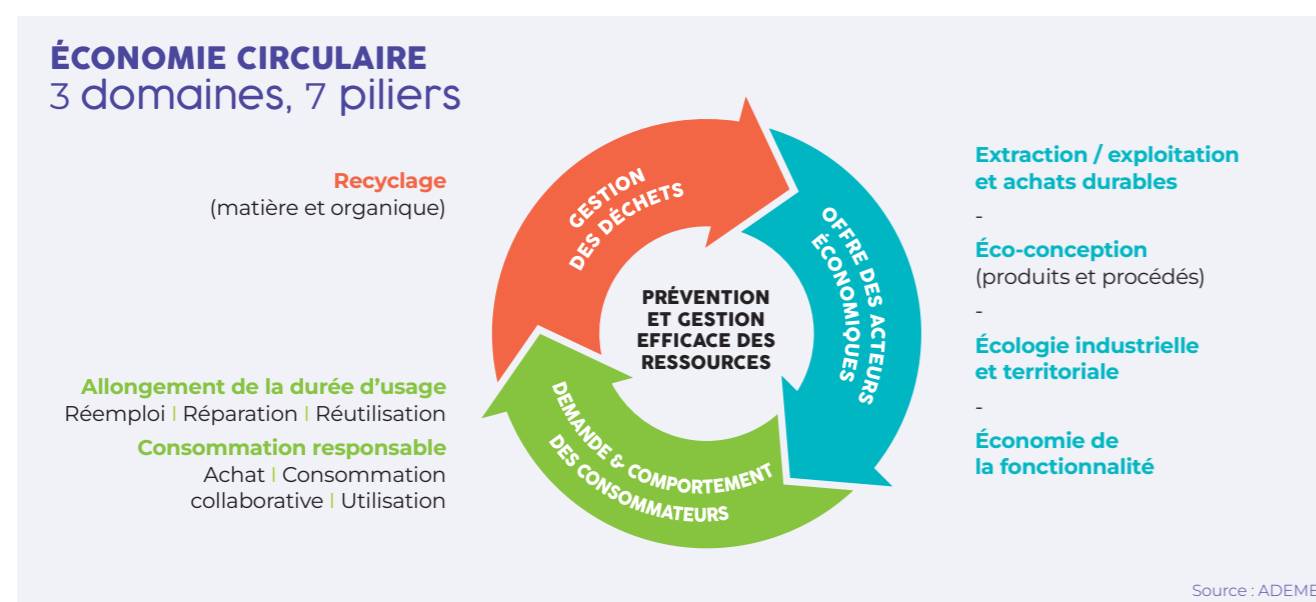 ÉCONOMIE CIRCULAIRE
3 domaines, 7 piliers
Recyclage
(matière et organique)
Allongement de la durée d’usage
Réemploi I Réparation I Réutilisation
Consommation responsable
Achat I Consommation
collaborative I Utilisation
GESTION
DES DÉCHETS
OFFRE DES ACTEURS
ÉCONOMIQUES
DEMANDE & COMPORTEMENT
DES CONSOMMATEURS
PRÉVENTION
ET GESTION
EFFICACE DES
RESSOURCES
Extraction / exploitation
et achats durables
-
Éco-conception
(produits et procédés)
-
Écologie industrielle
et territoriale
-
Économie de
la fonctionnalité
Source : ADEME